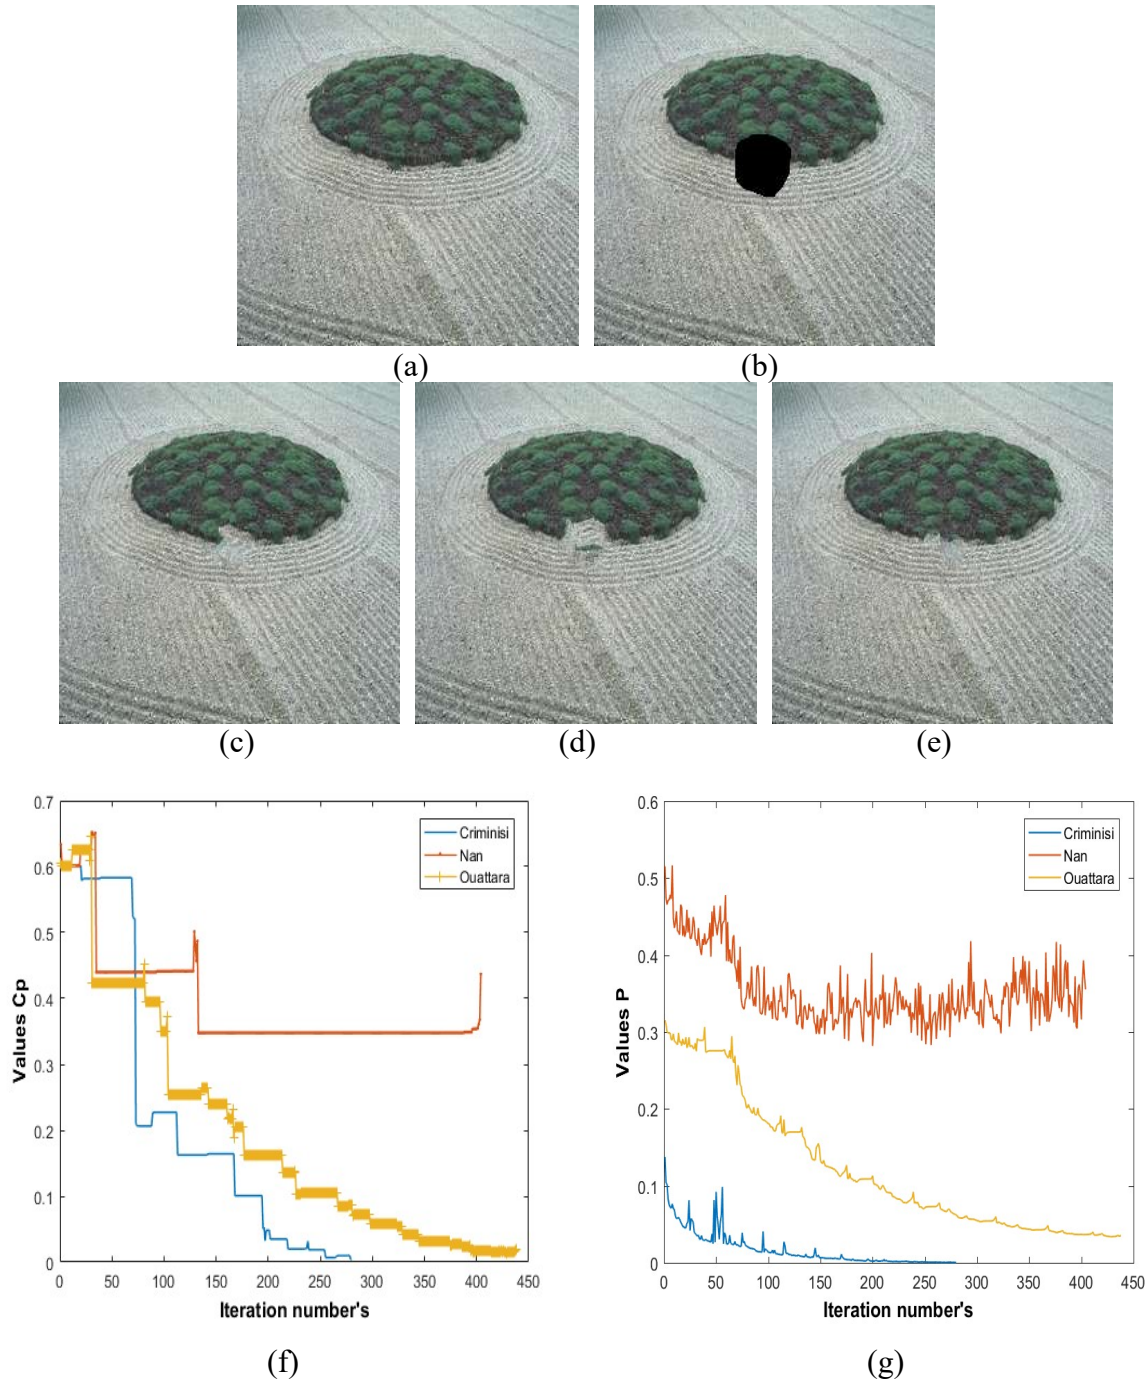 (a)
(b)
(c)
(d)
(e)
0.7
0.6
0.5
0.4
0.3
0.2
0.1
0
Values Cp
Criminisi
Nan
Ouattara
0 50 100 150 200 250 300 350 400 450
Iteration number's
(f)
0.6
0.5
0.4
0.3
0.2
0.1
0
Values P
Criminisi
Nan
Ouattara
0 50 100 150 200 250 300 350 400 450
Iteration number's
(g)